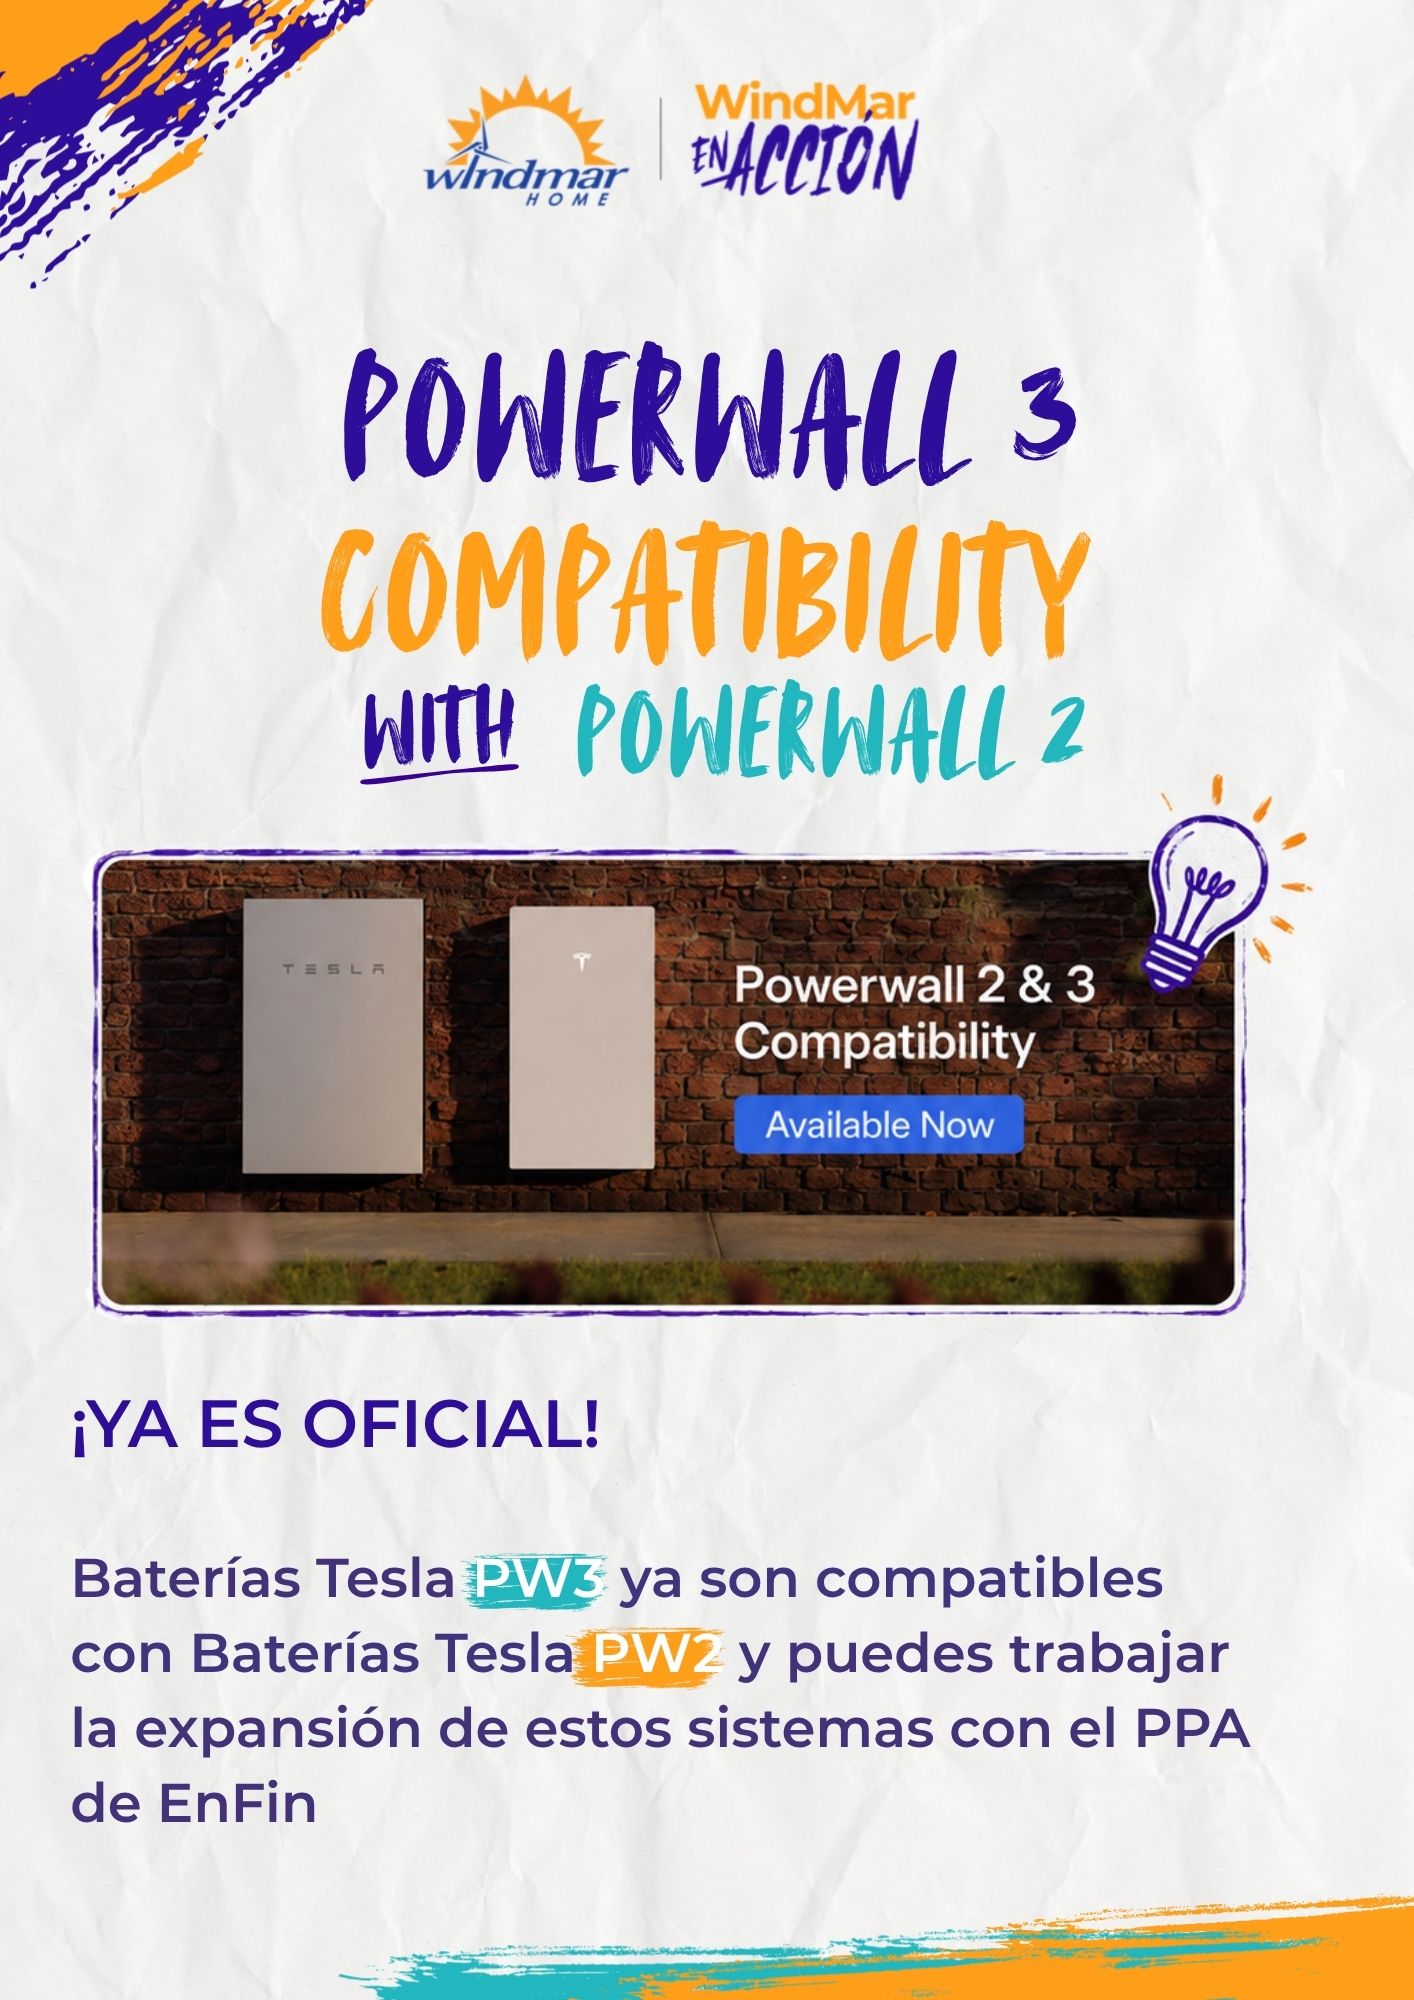 windmar
HOME
WindMar
EN ACCIÓN
POWERWALL 3
COMPATIBILITY
WITH POWERWALL 2
TESLA
Powerwall 2 & 3
Compatibility
Available Now
¡YA ES OFICIAL!
Baterías Tesla PW3 ya son compatibles
con Baterías Tesla PW2 y puedes trabajar
la expansión de estos sistemas con el PPA
de EnFin